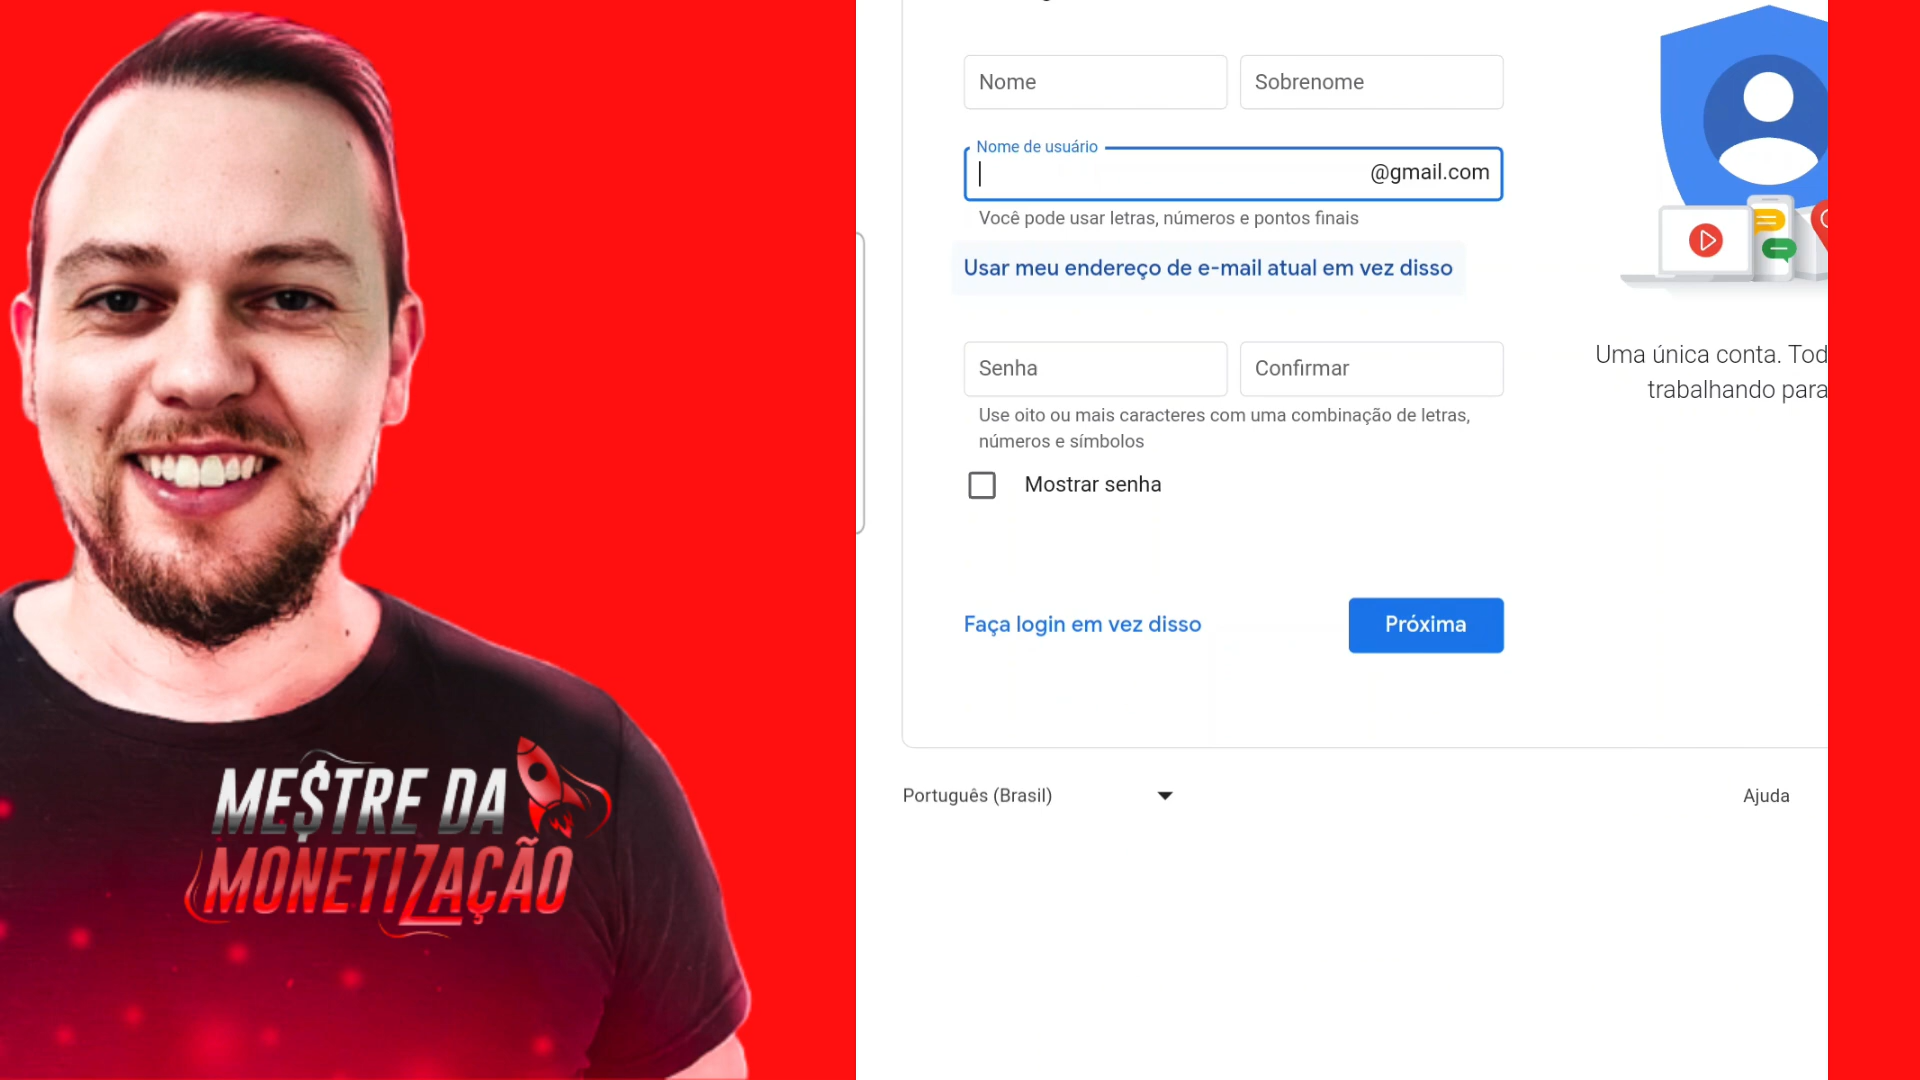 Nome
Sobrenome
Nome de usuário
@gmail.com
Você pode usar letras, números e pontos finais
Usar meu endereço de e-mail atual em vez disso
Senha
Confirmar
Use oito ou mais caracteres com uma combinação de letras,
números e símbolos
Mostrar senha
Faça login em vez disso
Próxima
Uma única conta. Tod
trabalhando para
Português (Brasil)
Ajuda
ME$TRE DA
MONETIZAÇÃO